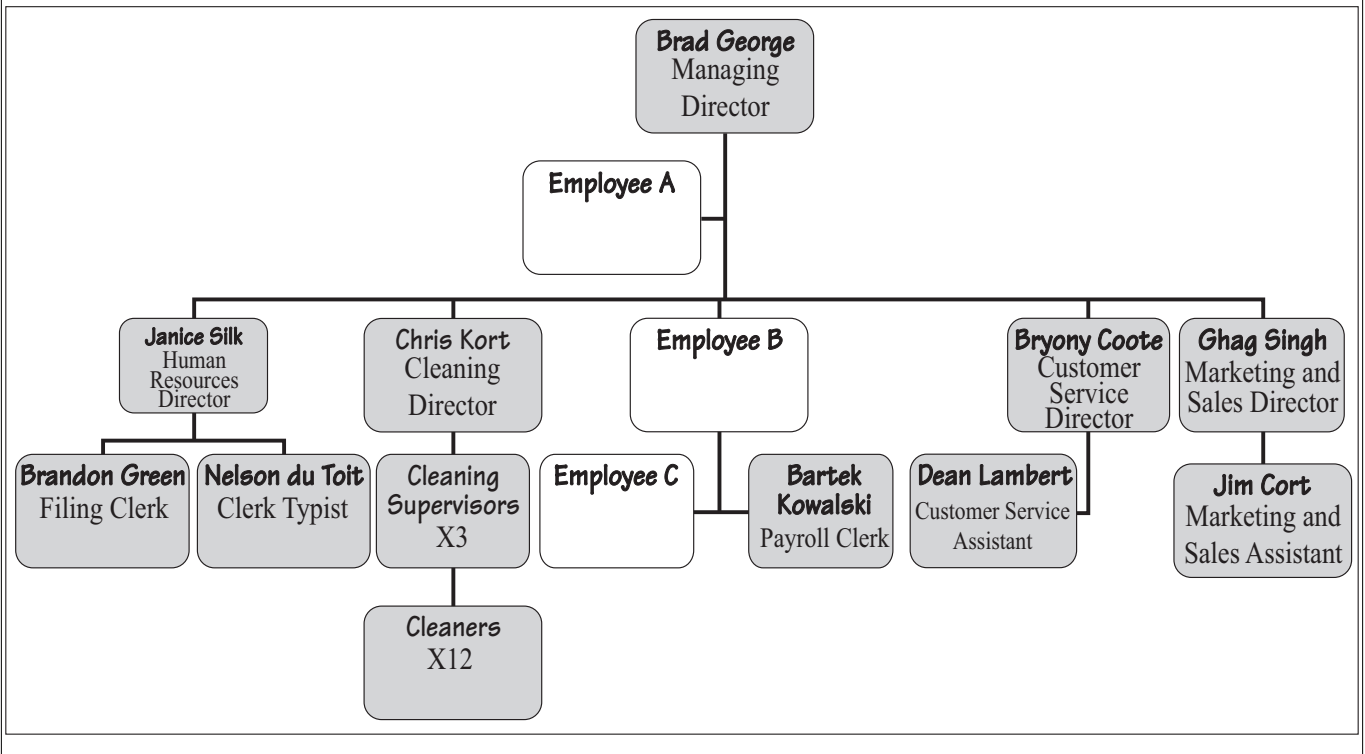 Brad George
Managing
Director
Employee A
Janice Silk
Human
Resources
Director
Chris Kort
Cleaning
Director
Employee B
Bryony Coote
Customer
Service
Director
Ghag Singh
Marketing and
Sales Director
Brandon Green
Filing Clerk
Nelson du Toit
Clerk Typist
Cleaning
Supervisors
X3
Employee C
Bartek
Kowalski
Payroll Clerk
Dean Lambert
Customer Service
Assistant
Jim Cort
Marketing and
Sales Assistant
Cleaners
X12